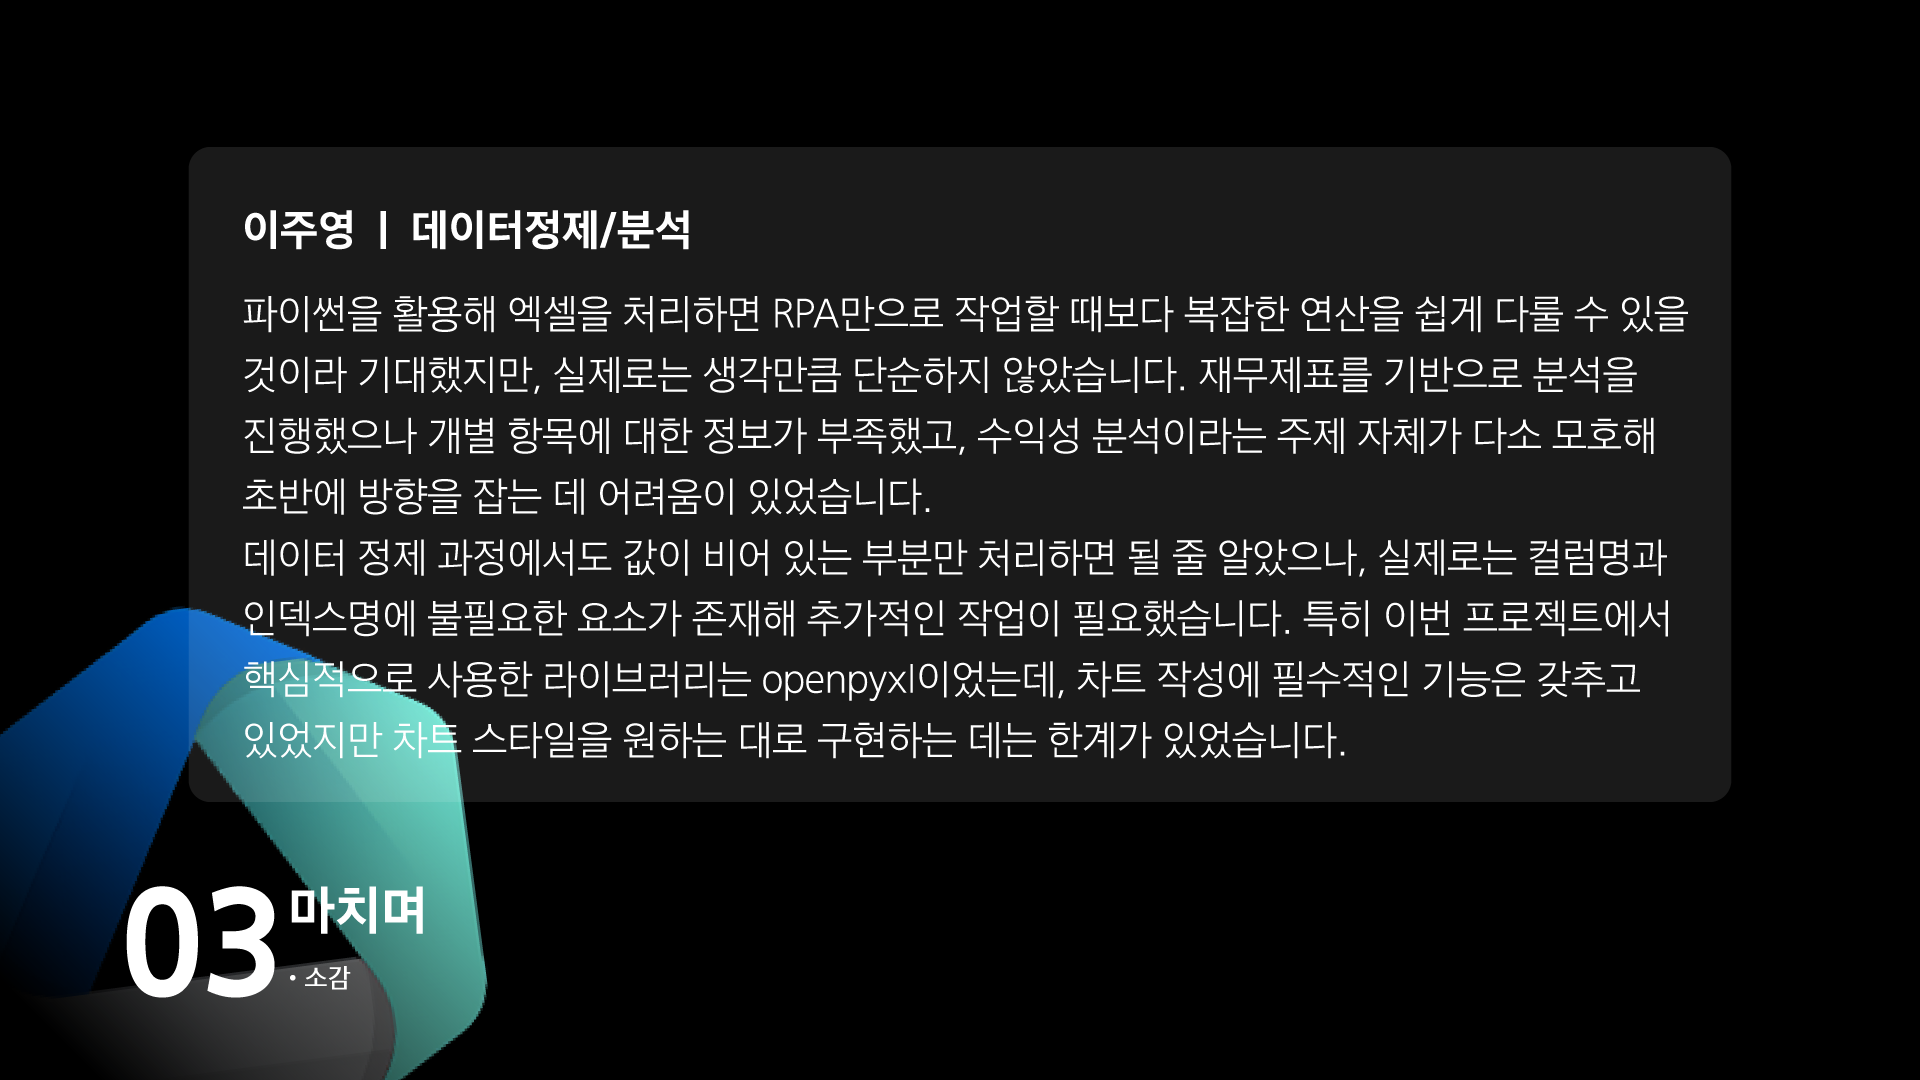 이주영 | 데이터정제/분석
파이썬을 활용해 엑셀을 처리하면 RPA만으로 작업할 때보다 복잡한 연산을 쉽게 다룰 수 있을
것이라 기대했지만, 실제로는 생각만큼 단순하지 않았습니다. 재무제표를 기반으로 분석을
진행했으나 개별 항목에 대한 정보가 부족했고, 수익성 분석이라는 주제 자체가 다소 모호해
초반에 방향을 잡는 데 어려움이 있었습니다.
데이터 정제 과정에서도 값이 비어 있는 부분만 처리하면 될 줄 알았으나, 실제로는 컬럼명과
인덱스명에 불필요한 요소가 존재해 추가적인 작업이 필요했습니다. 특히 이번 프로젝트에서
핵심적으로 사용한 라이브러리는 openpyxl이었는데, 차트 작성에 필수적인 기능은 갖추고
있었지만 차트 스타일을 원하는 대로 구현하는 데는 한계가 있었습니다.
03 마치며
• 소감